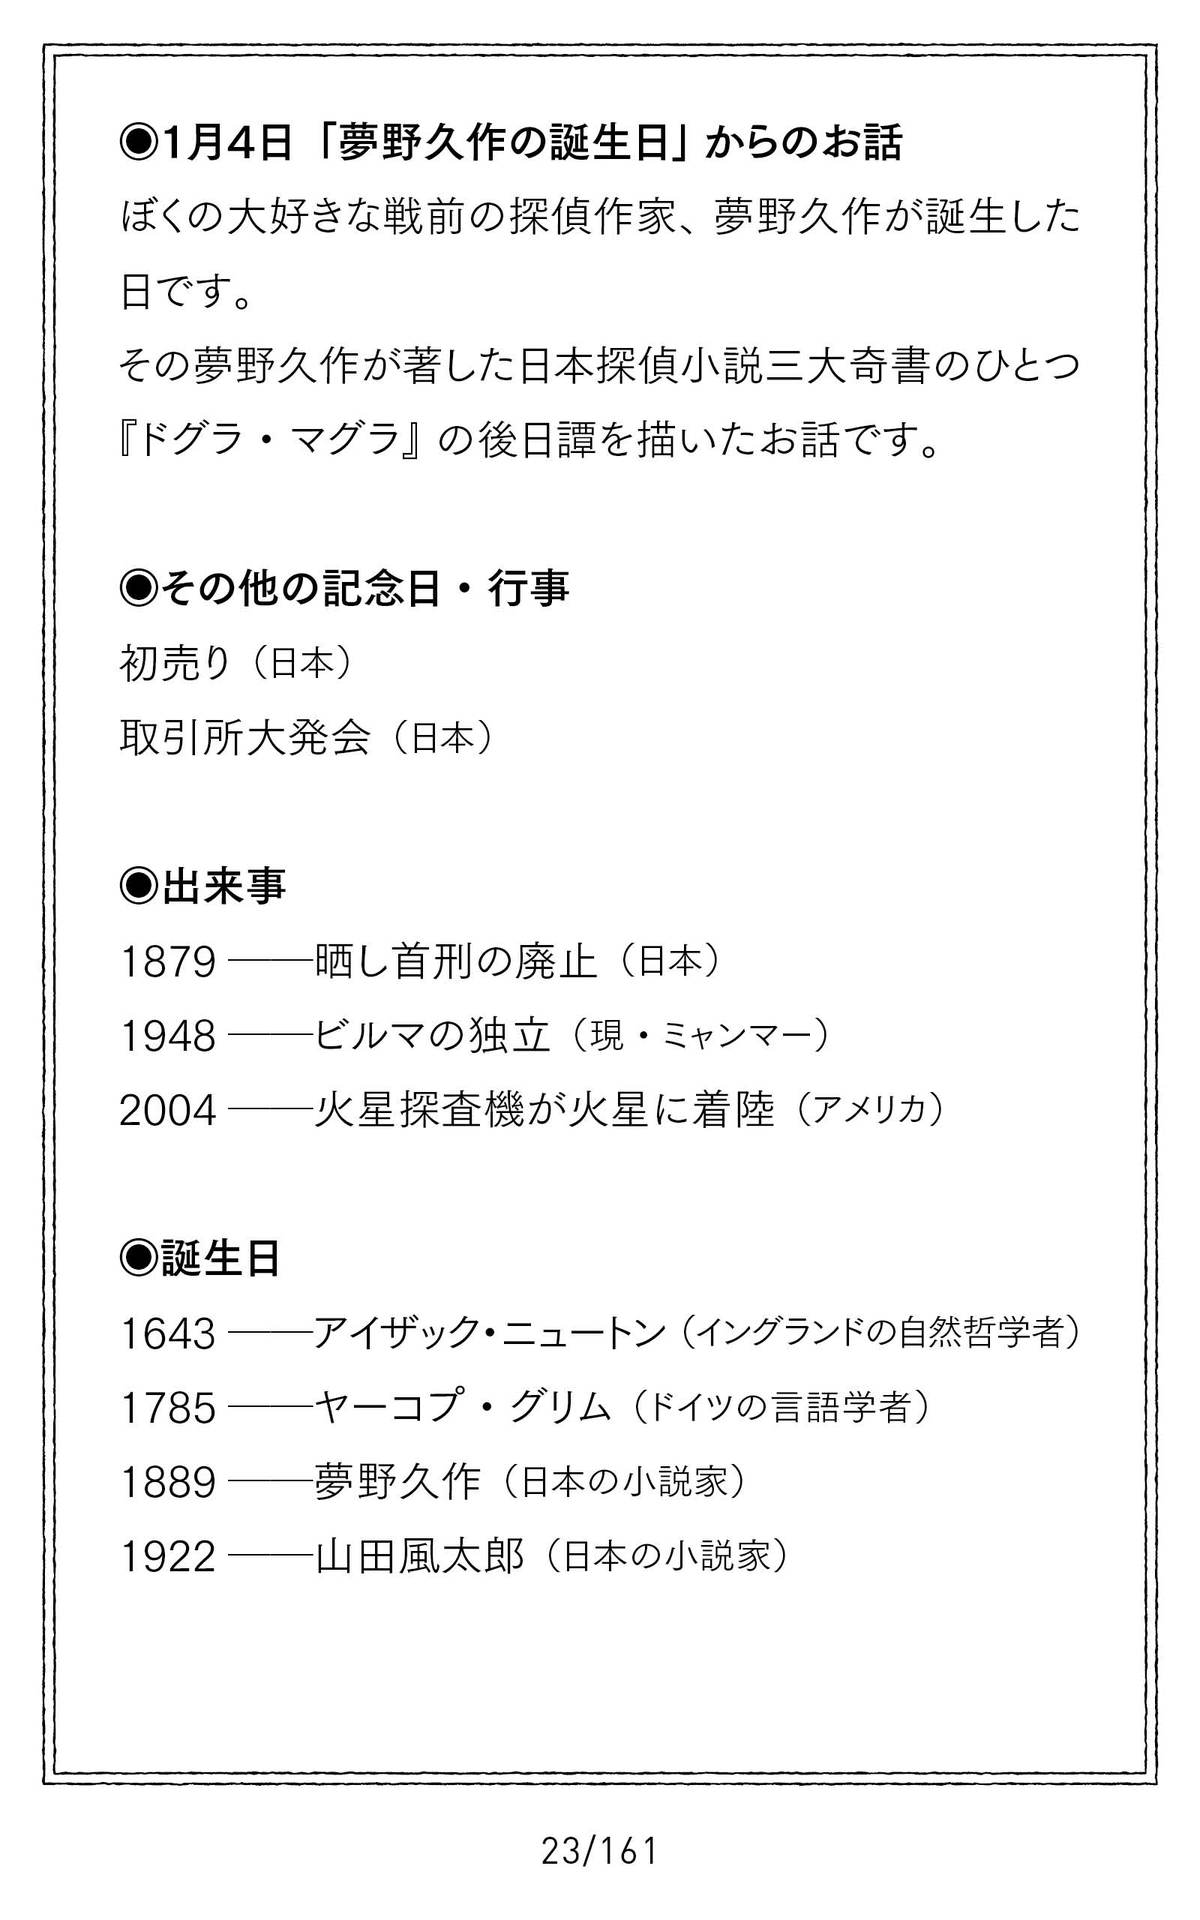 ◉1月4日「夢野久作の誕生日」からのお話
ぼくの大好きな戦前の探偵作家、夢野久作が誕生した
日です。
その夢野久作が著した日本探偵小説三大奇書のひとつ
『ドグラ・マグラ』の後日譚を描いたお話です。
◉その他の記念日・行事
初売り（日本）
取引所大発会（日本）
◉出来事
1879 ──晒し首刑の廃止（日本）
1948 ──ビルマの独立（現・ミャンマー）
2004 ──火星探査機が火星に着陸（アメリカ）
◉誕生日
1643 ──アイザック・ニュートン（イングランドの自然哲学者）
1785 ──ヤーコプ・グリム（ドイツの言語学者）
1889 ──夢野久作（日本の小説家）
1922 ──山田風太郎（日本の小説家）
23/161